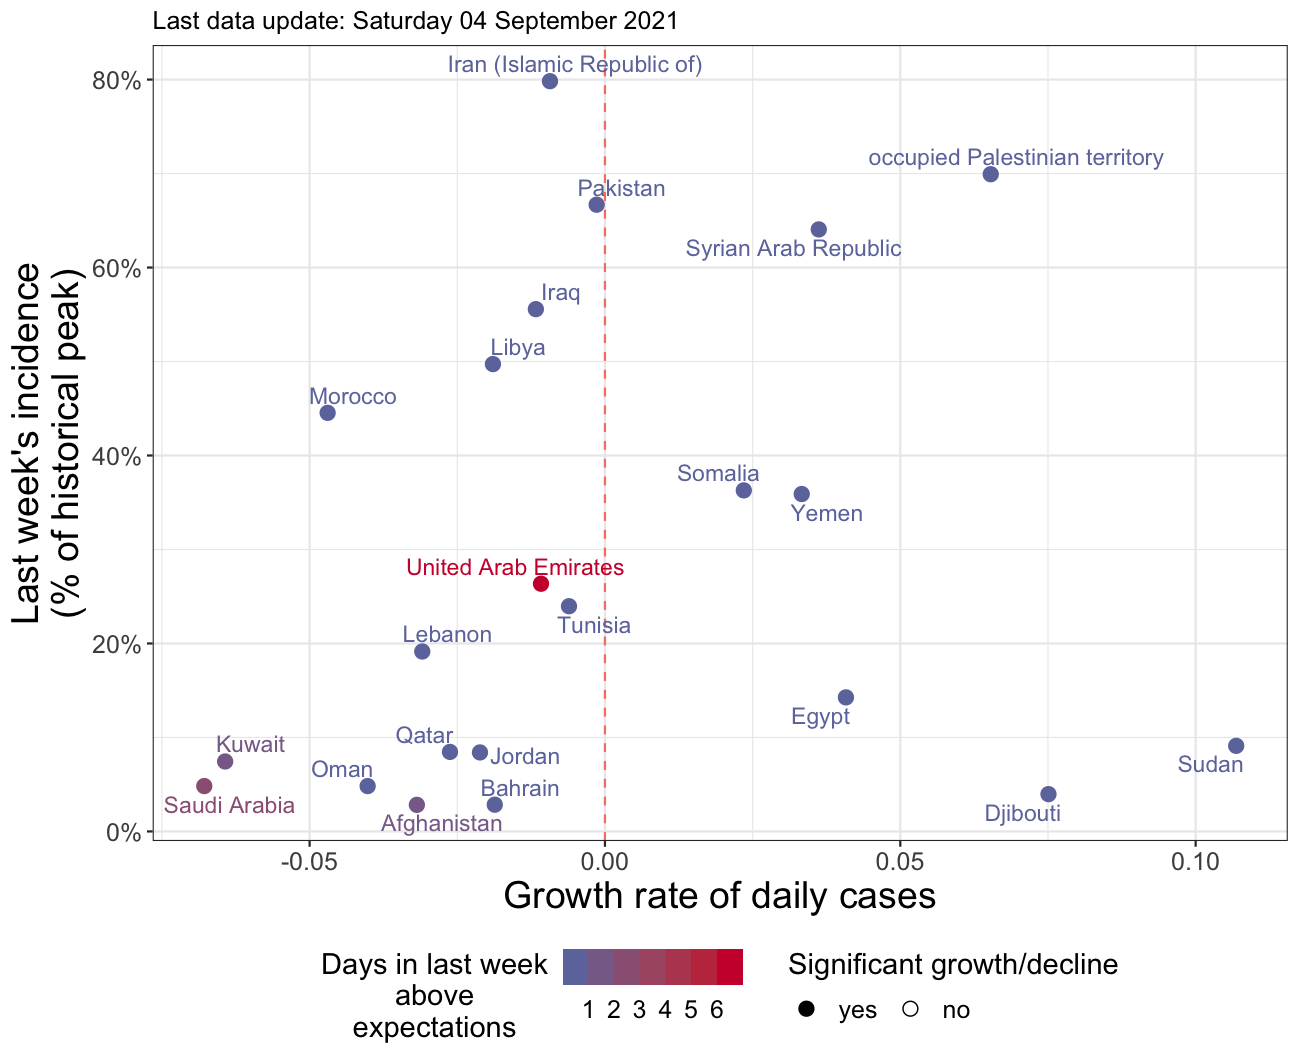 Last data update: Saturday 04 September 2021
Last week's incidence
(% of historical peak)
80%
60%
40%
20%
0%
Iran (Islamic Republic of)
occupied Palestinian territory
Pakistan
Syrian Arab Republic
Iraq
Libya
Morocco
Somalia
Yemen
United Arab Emirates
Tunisia
Lebanon
Egypt
Qatar
Kuwait
Jordan
Sudan
Oman
Bahrain
Saudi Arabia
Djibouti
Afghanistan
-0.05 0.00 0.05 0.10
Growth rate of daily cases
Days in last week
above
expectations
1 2 3 4 5 6
Significant growth/decline
yes no